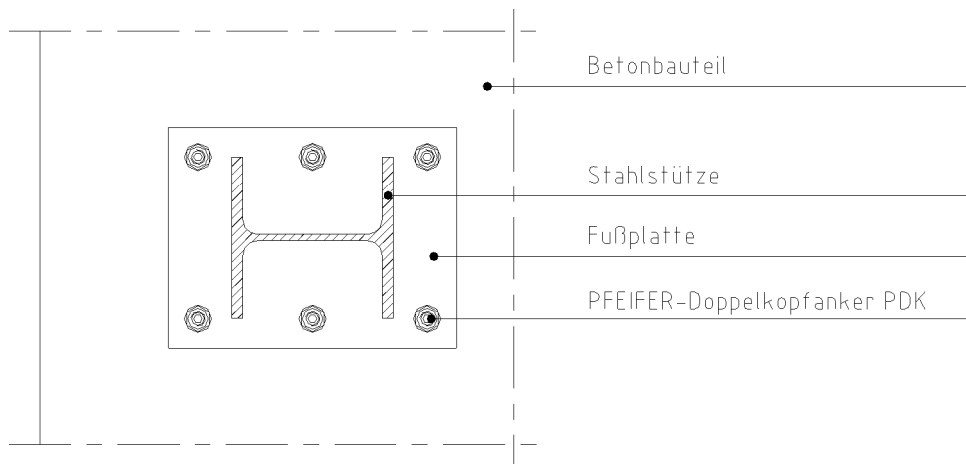 Betonbauteil
Stahlstütze
Fußplatte
PFEIFER-Doppelkopfanker PDK